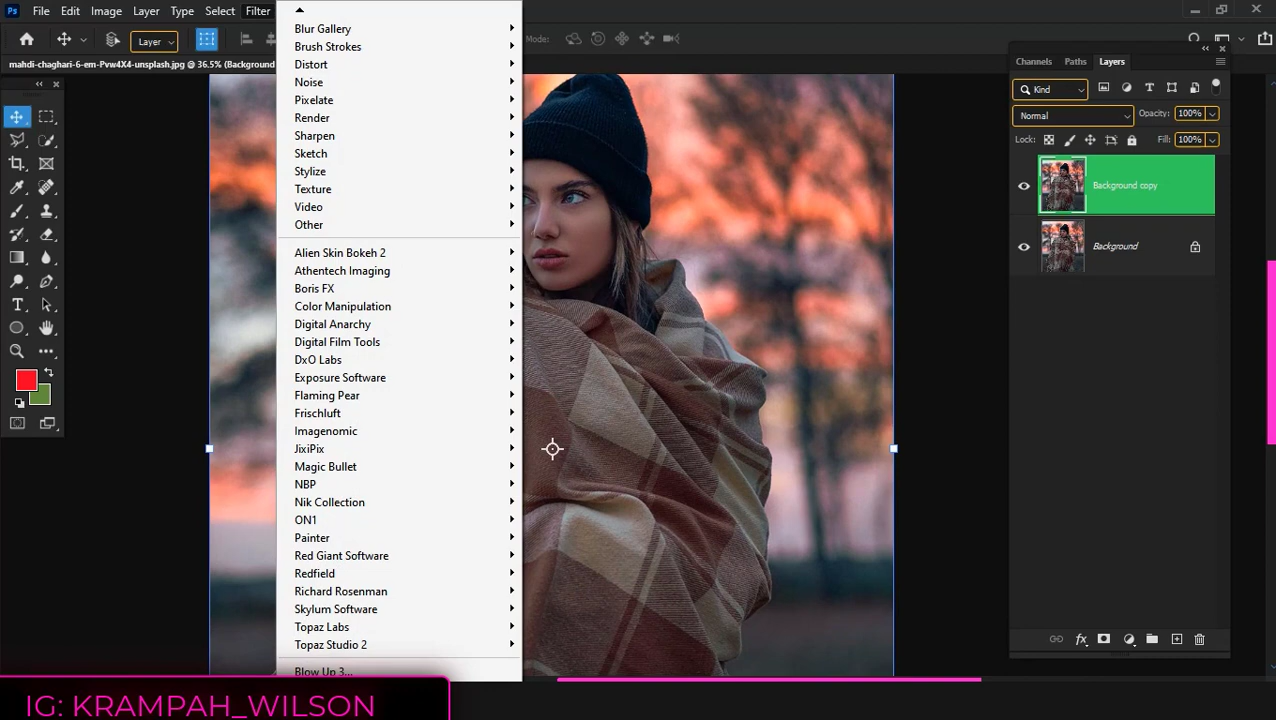 Ps File Edit Image Layer Type Select Filter
Layer Mode:
mahdi-chaghari-6-em-Pvw4X4-unsplash.jpg @ 36.5% (Background
Blur Gallery
Brush Strokes
Distort
Noise
Pixelate
Render
Sharpen
Sketch
Stylize
Texture
Video
Other
Alien Skin Bokeh 2
Athentech Imaging
Boris FX
Color Manipulation
Digital Anarchy
Digital Film Tools
DxO Labs
Exposure Software
Flaming Pear
Frischluft
Imagenomic
JixiPix
Magic Bullet
NBP
Nik Collection
ON1
Painter
Red Giant Software
Redfield
Richard Rosenman
Skylum Software
Topaz Labs
Topaz Studio 2
Blow Up 3...
Channels Paths Layers
Kind
Normal Opacity: 100%
Lock: Fill: 100%
Background copy
Background
IG: KRAMPAH_WILSON